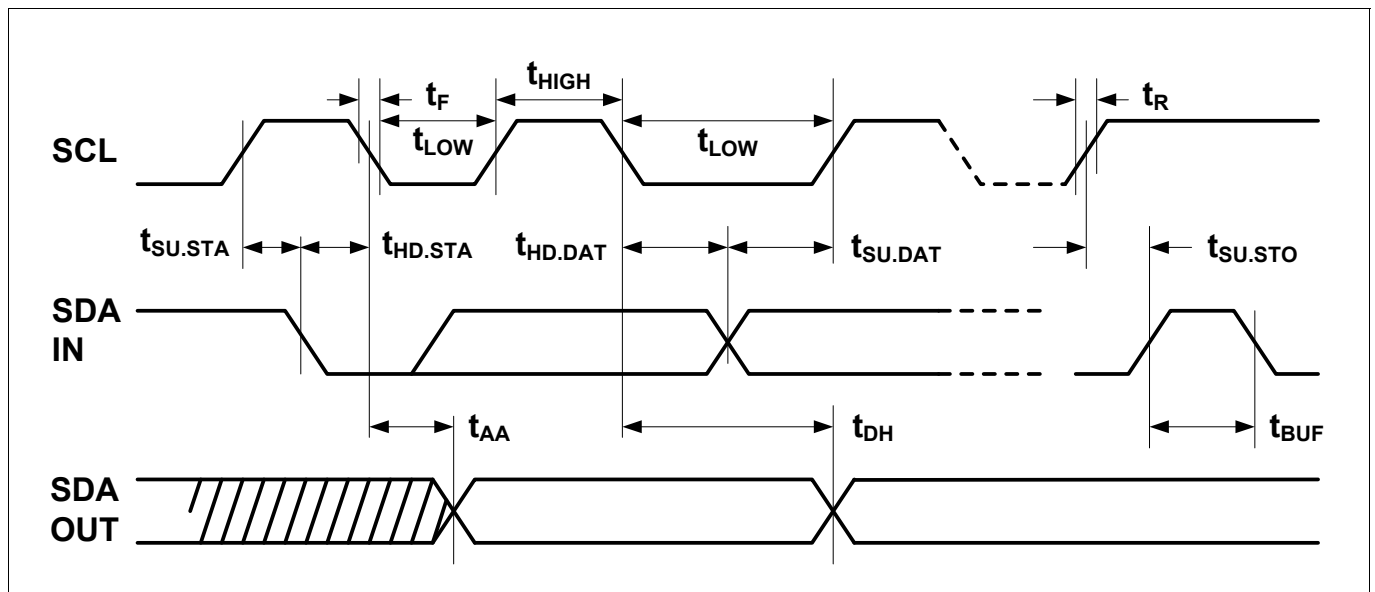 tHIGH
tF
tR
SCL
tLOW
tLOW
tSU.STA
tHD.STA
tHD.DAT
tSU.DAT
tSU.STO
SDA
IN
tAA
tDH
tBUF
SDA
OUT